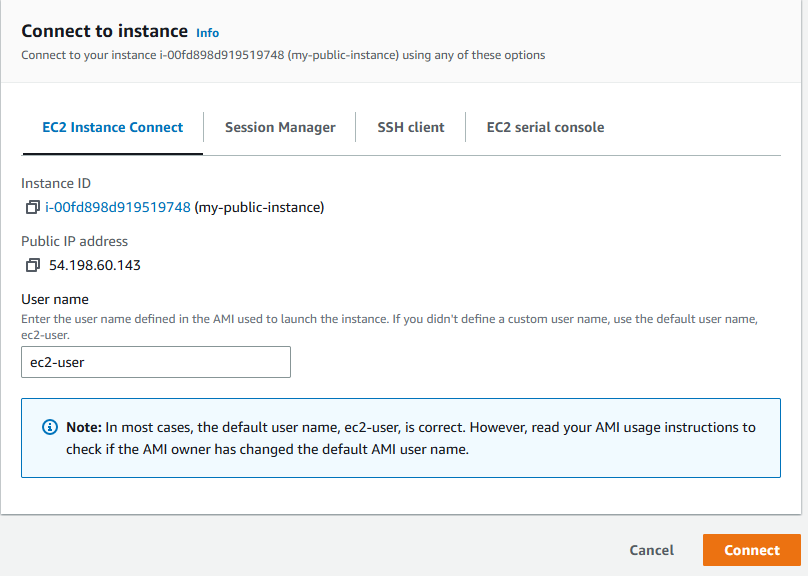 Connect to instance Info
Connect to your instance i-00fd898d919519748 (my-public-instance) using any of these options
EC2 Instance Connect
Session Manager
SSH client
EC2 serial console
Instance ID
i-00fd898d919519748 (my-public-instance)
Public IP address
54.198.60.143
User name
Enter the user name defined in the AMI used to launch the instance. If you didn't define a custom user name, use the default user name,
ec2-user.
ec2-user
Note: In most cases, the default user name, ec2-user, is correct. However, read your AMI usage instructions to
check if the AMI owner has changed the default AMI user name.
Cancel
Connect